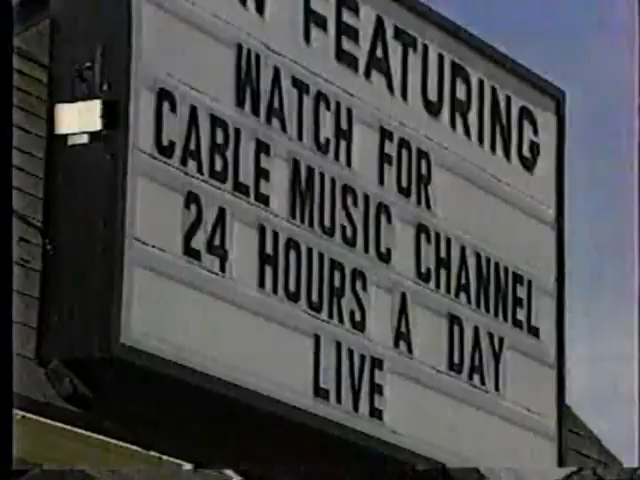 FEATURING
WATCH FOR
CABLE MUSIC CHANNEL
24 HOURS A DAY
LIVE